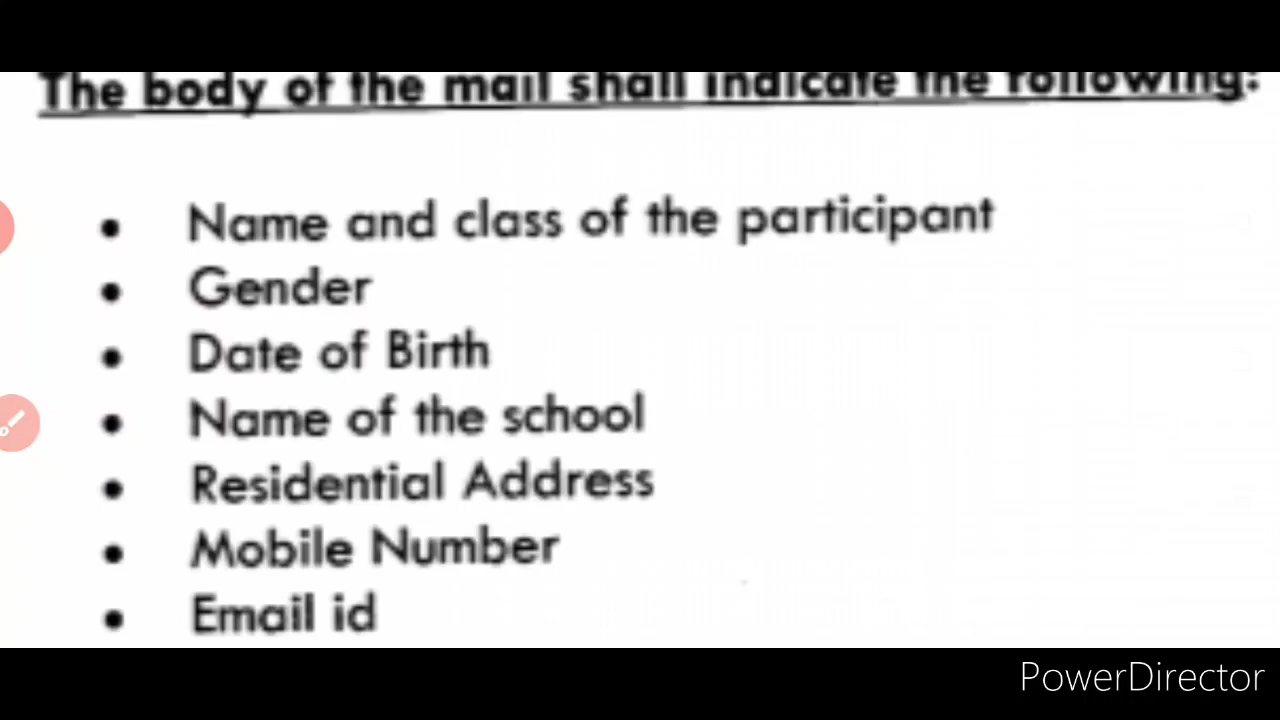 The body of the mail shall indicate the following:
• Name and class of the participant
• Gender
• Date of Birth
• Name of the school
• Residential Address
• Mobile Number
• Email id
PowerDirector